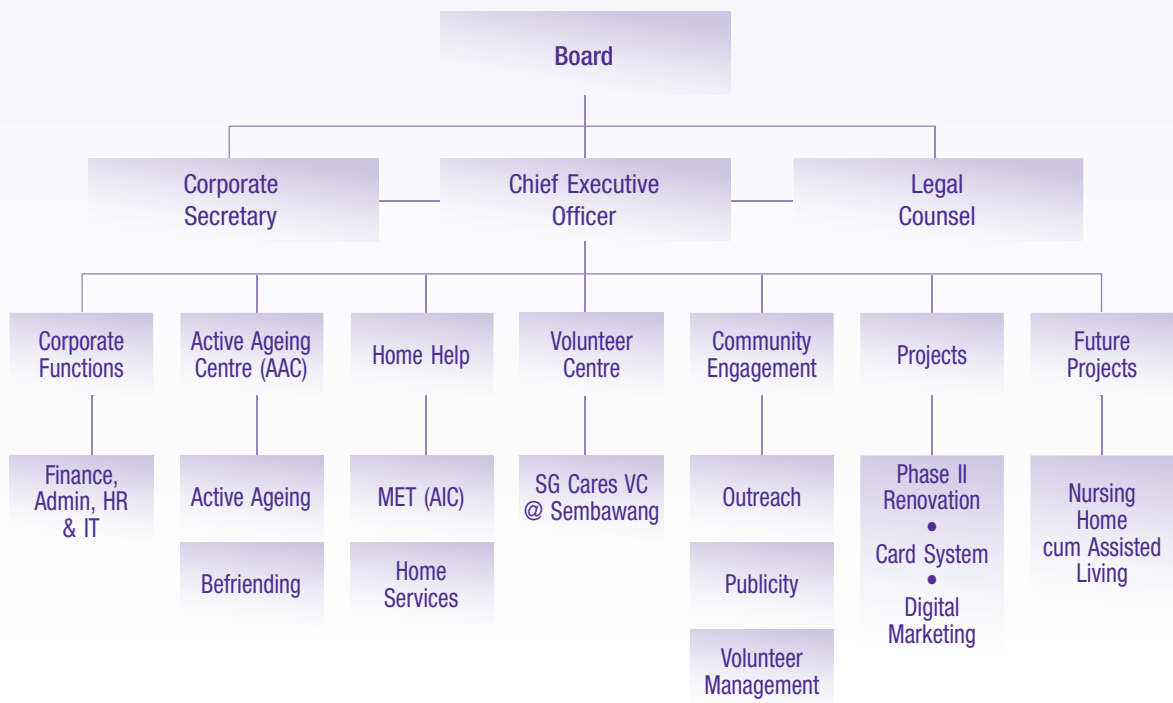 Board
Corporate
Secretary
Chief Executive
Officer
Legal
Counsel
Corporate
Functions
Active Ageing
Centre (AAC)
Home Help
Volunteer
Centre
Community
Engagement
Projects
Future
Projects
Finance,
Admin, HR
& IT
Active Ageing
Befriending
MET (AIC)
Home
Services
SG Cares VC
@ Sembawang
Outreach
Publicity
Volunteer
Management
Phase II
Renovation
•
Card System
•
Digital
Marketing
Nursing
Home
cum Assisted
Living